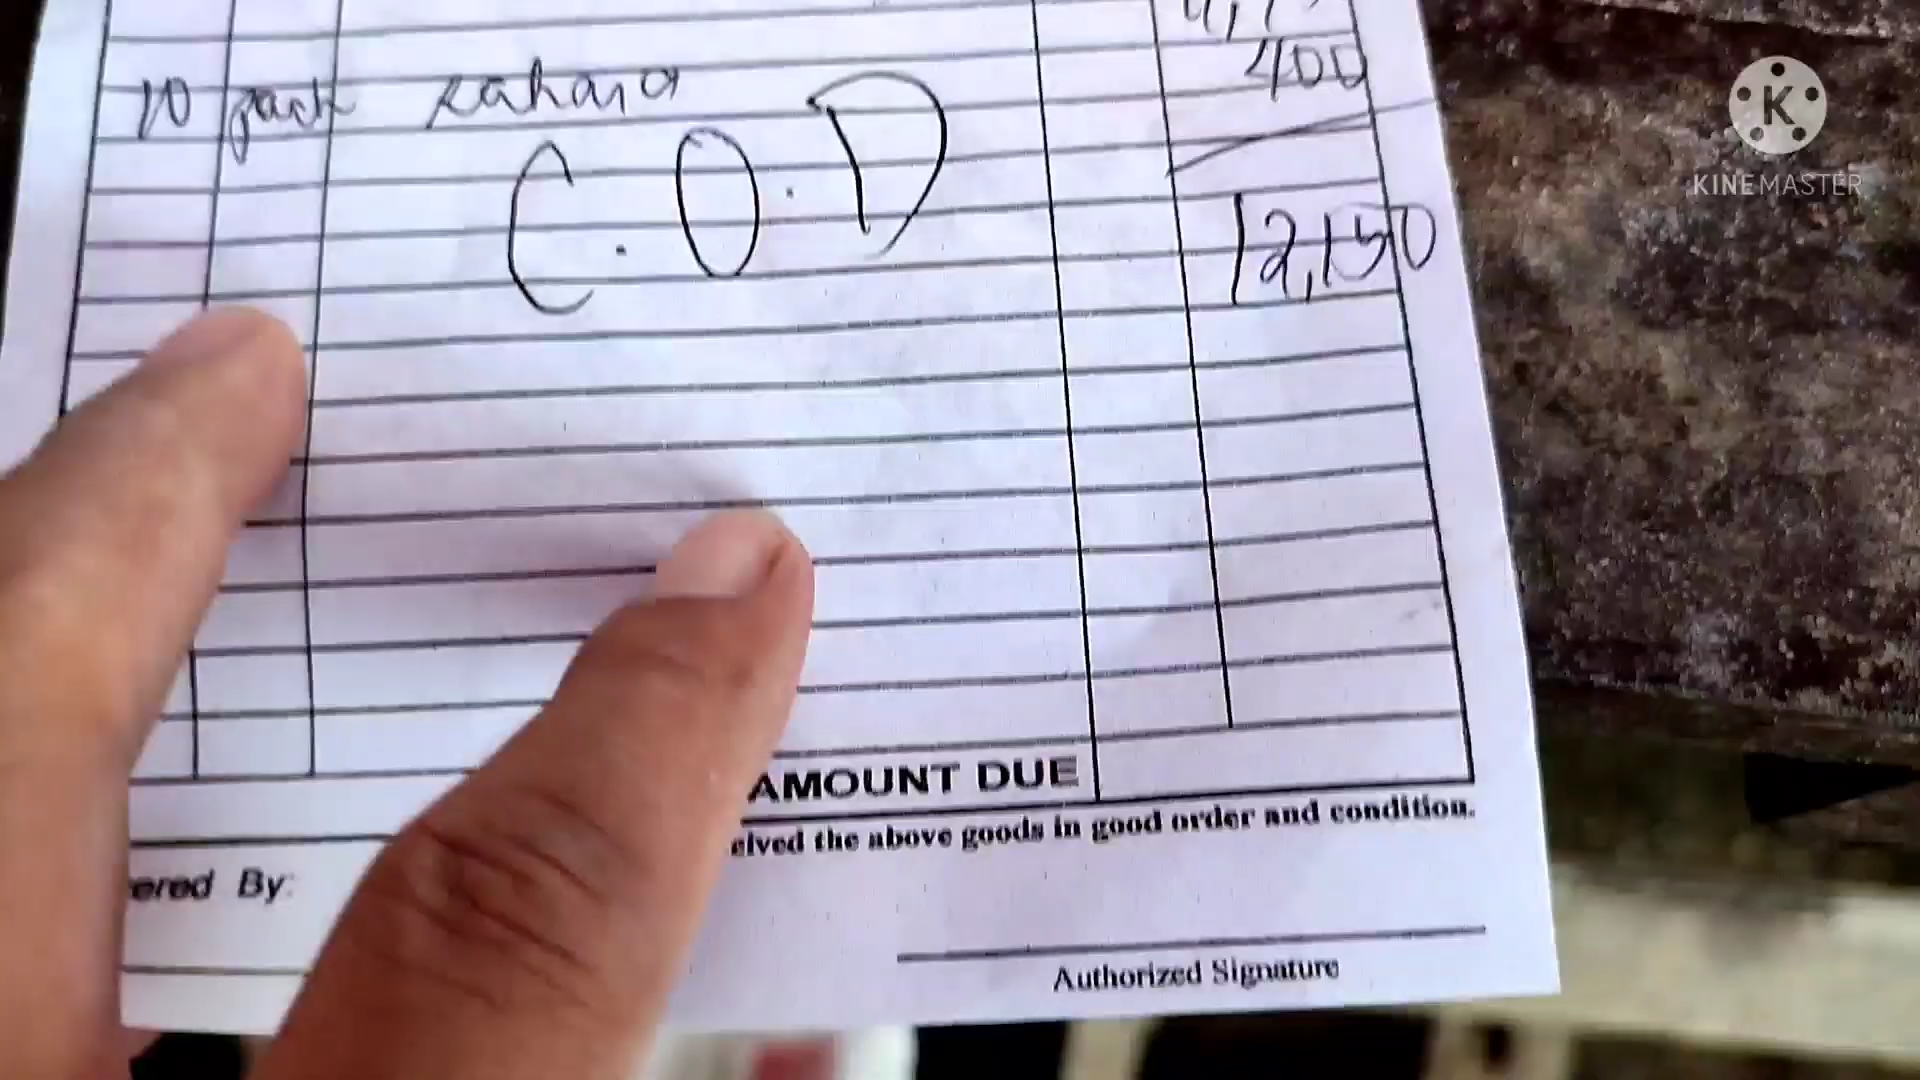 10 pack sahara 400
C.O.D
12,150
AMOUNT DUE
eived the above goods in good order and condition.
ered By:
Authorized Signature
KINEMASTER